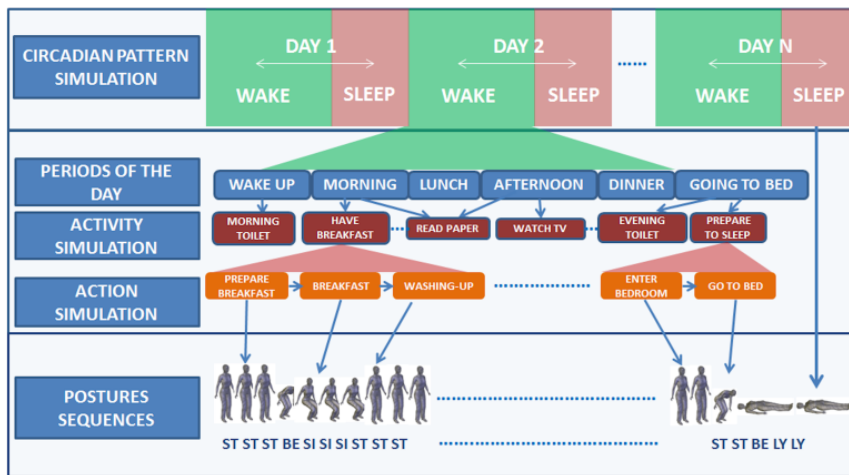 CIRCADIAN PATTERN
SIMULATION
DAY 1
DAY 2
DAY N
......
WAKE
SLEEP
WAKE
SLEEP
WAKE
SLEEP
PERIODS OF THE
DAY
WAKE UP
MORNING
LUNCH
AFTERNOON
DINNER
GOING TO BED
ACTIVITY
SIMULATION
MORNING
TOILET
HAVE
BREAKFAST
READ PAPER
WATCH TV
EVENING
TOILET
PREPARE
TO SLEEP
ACTION
SIMULATION
PREPARE
BREAKFAST
BREAKFAST
WASHING-UP
ENTER
BEDROOM
GO TO BED
POSTURES
SEQUENCES
ST ST ST BE SI SI SI ST ST ST
ST ST BE LY LY